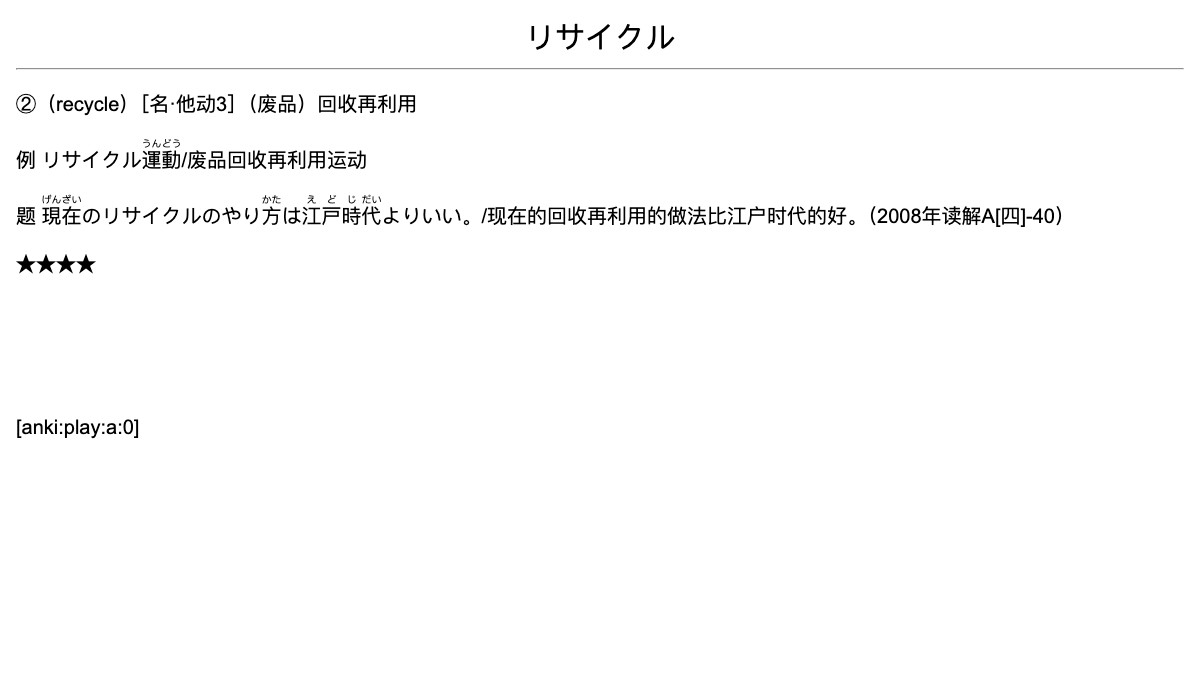 リサイクル
②（recycle）［名·他动3］（废品）回收再利用
うんどう
例 リサイクル運動/废品回收再利用运动
げんざい かた え ど じ だい
题 現在のリサイクルのやり方は江戸時代よりいい。/现在的回收再利用的做法比江户时代的好。（2008年读解A[四]-40）
★★★★
[anki:play:a:0]